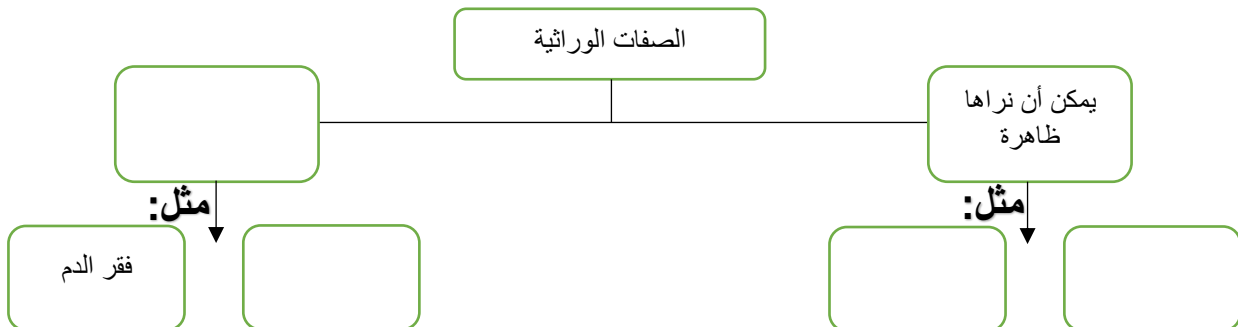 الصفات الوراثية
يمكن أن نراها
ظاهرة
مثل:
مثل:
فقر الدم